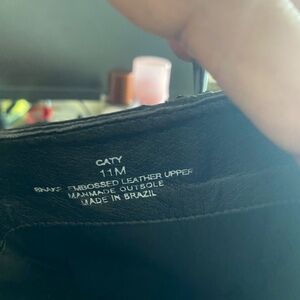 CATY
11M
EMBOSSED LEATHER UPPER
MANMADE OUTSOLE
MADE IN BRAZIL